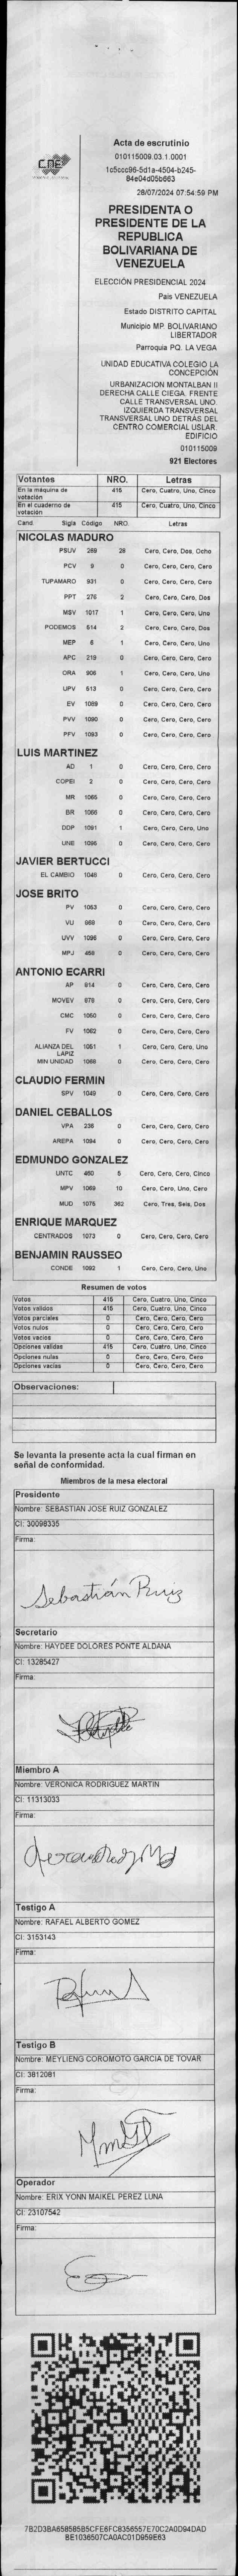 CNE
Acta de escrutinio
010115009.03.1.0001
1c5ccc96-5d1a-4504-b245-
84e04d05b663
28/07/2024 07:54:59 PM
PRESIDENTA O
PRESIDENTE DE LA
REPUBLICA
BOLIVARIANA DE
VENEZUELA
ELECCIÓN PRESIDENCIAL 2024
Pais VENEZUELA
Estado DISTRITO CAPITAL
Municipio MP. BOLIVARIANO
LIBERTADOR
Parroquia PQ. LA VEGA
UNIDAD EDUCATIVA COLEGIO LA
CONCEPCIÓN
URBANIZACION MONTALBAN II
DERECHA CALLE CIEGA. FRENTE
CALLE TRANSVERSAL UNO.
IZQUIERDA TRANSVERSAL
TRANSVERSAL UNO DETRÁS DEL
CENTRO COMERCIAL USLAR.
EDIFICIO
010115009
921 Electores
Votantes NRO. Letras
En la máquina de votación 415 Cero, Cuatro, Uno, Cinco
En el cuaderno de votación 415 Cero, Cuatro, Uno, Cinco
Cand. Sigla Código NRO. Letras
NICOLAS MADURO
PSUV 269 28 Cero, Cero, Dos, Ocho
PCV 9 0 Cero, Cero, Cero, Cero
TUPAMARO 931 0 Cero, Cero, Cero, Cero
PPT 276 2 Cero, Cero, Cero, Dos
MSV 1017 1 Cero, Cero, Cero, Uno
PODEMOS 514 2 Cero, Cero, Cero, Dos
MEP 6 1 Cero, Cero, Cero, Uno
APC 219 0 Cero, Cero, Cero, Cero
ORA 906 1 Cero, Cero, Cero, Uno
UPV 513 0 Cero, Cero, Cero, Cero
EV 1089 0 Cero, Cero, Cero, Cero
PVV 1090 0 Cero, Cero, Cero, Cero
PFV 1093 0 Cero, Cero, Cero, Cero
LUIS MARTINEZ
AD 1 0 Cero, Cero, Cero, Cero
COPEI 2 0 Cero, Cero, Cero, Cero
MR 1065 0 Cero, Cero, Cero, Cero
BR 1066 0 Cero, Cero, Cero, Cero
DDP 1091 1 Cero, Cero, Cero, Uno
UNE 1095 0 Cero, Cero, Cero, Cero
JAVIER BERTUCCI
EL CAMBIO 1048 0 Cero, Cero, Cero, Cero
JOSE BRITO
PV 1053 0 Cero, Cero, Cero, Cero
VU 969 0 Cero, Cero, Cero, Cero
UVV 1096 0 Cero, Cero, Cero, Cero
MPJ 459 0 Cero, Cero, Cero, Cero
ANTONIO ECARRI
AP 814 0 Cero, Cero, Cero, Cero
MOVEV 878 0 Cero, Cero, Cero, Cero
CMC 1050 0 Cero, Cero, Cero, Cero
FV 1062 0 Cero, Cero, Cero, Cero
ALIANZA DEL LAPIZ 1051 1 Cero, Cero, Cero, Uno
MIN UNIDAD 1088 0 Cero, Cero, Cero, Cero
CLAUDIO FERMIN
SPV 1049 0 Cero, Cero, Cero, Cero
DANIEL CEBALLOS
VPA 236 0 Cero, Cero, Cero, Cero
AREPA 1094 0 Cero, Cero, Cero, Cero
EDMUNDO GONZALEZ
UNTC 460 5 Cero, Cero, Cero, Cinco
MPV 1069 10 Cero, Cero, Uno, Cero
MUD 1075 362 Cero, Tres, Seis, Dos
ENRIQUE MARQUEZ
CENTRADOS 1073 0 Cero, Cero, Cero, Cero
BENJAMIN RAUSSEO
CONDE 1092 1 Cero, Cero, Cero, Uno
Resumen de votos
Votos 415 Cero, Cuatro, Uno, Cinco
Votos validos 415 Cero, Cuatro, Uno, Cinco
Votos parciales 0 Cero, Cero, Cero, Cero
Votos nulos 0 Cero, Cero, Cero, Cero
Votos vacios 0 Cero, Cero, Cero, Cero
Opciones validas 415 Cero, Cuatro, Uno, Cinco
Opciones nulas 0 Cero, Cero, Cero, Cero
Opciones vacias 0 Cero, Cero, Cero, Cero
Observaciones:
Se levanta la presente acta la cual firman en
señal de conformidad.
Miembros de la mesa electoral
Presidente
Nombre: SEBASTIAN JOSE RUIZ GONZALEZ
CI: 30098335
Firma:
Sebastián Ruiz
Secretario
Nombre: HAYDEE DOLORES PONTE ALDANA
CI: 13285427
Firma:
Miembro A
Nombre: VERONICA RODRIGUEZ MARTIN
CI: 11313033
Firma:
Testigo A
Nombre: RAFAEL ALBERTO GOMEZ
CI: 3153143
Firma:
Testigo B
Nombre: MEYLIENG COROMOTO GARCIA DE TOVAR
CI: 3812081
Firma:
Operador
Nombre: ERIX YONN MAIKEL PEREZ LUNA
CI: 23107542
Firma:
7B2D3BA658585B5CFE6FC8356557E70C2A0D94DAD
BE1036507CA0AC01D959E63